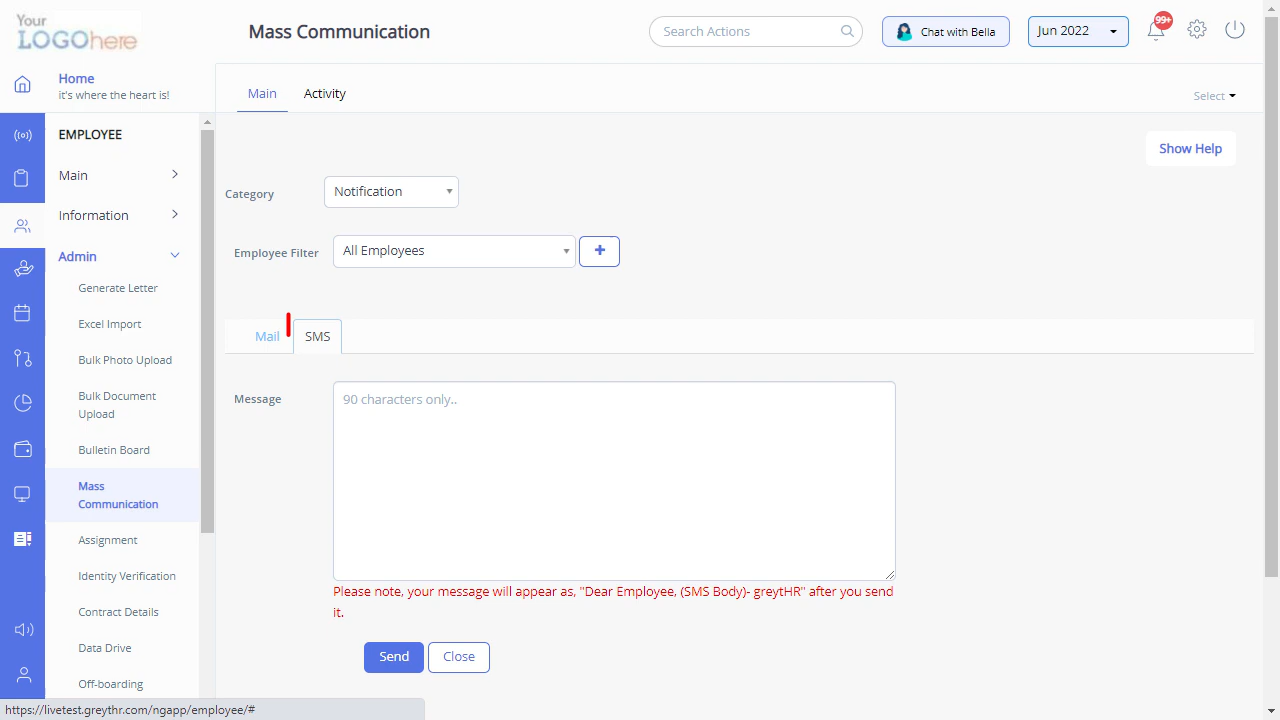 Your
LOGOhere
Mass Communication
Search Actions
Chat with Bella
Jun 2022
99+
Home
it's where the heart is!
Main
Activity
Select
EMPLOYEE
Main
Information
Admin
Generate Letter
Excel Import
Bulk Photo Upload
Bulk Document
Upload
Bulletin Board
Mass
Communication
Assignment
Identity Verification
Contract Details
Data Drive
Off-boarding
Show Help
Category
Notification
Employee Filter
All Employees
+
Mail
SMS
Message
90 characters only..
Please note, your message will appear as, "Dear Employee, (SMS Body)- greytHR" after you send
it.
Send
Close
https://livetest.greythr.com/ngapp/employee/#